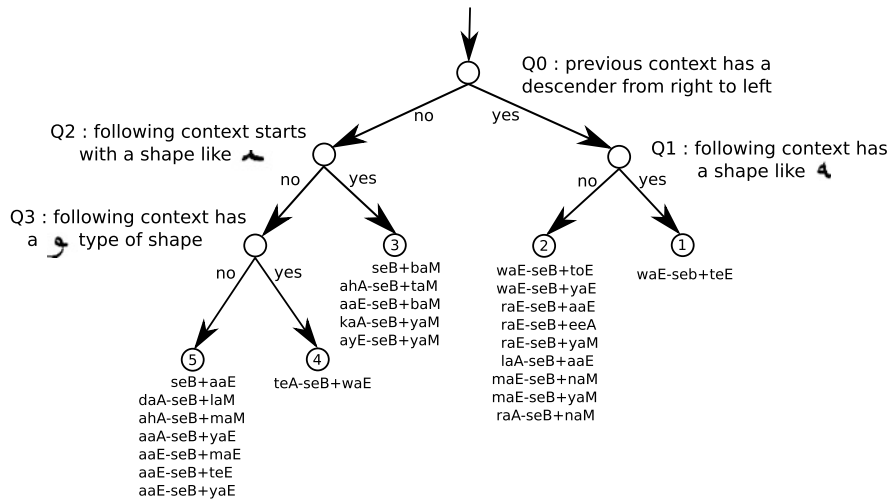 Q0 : previous context has a
descender from right to left
no
yes
Q2 : following context starts
with a shape like
Q1 : following context has
a shape like
no
yes
no
yes
Q3 : following context has
a type of shape
3
seB+baM
ahA-seB+taM
aaE-seB+baM
kaA-seB+yaM
ayE-seB+yaM
2
waE-seB+toE
waE-seB+yaE
raE-seB+aaE
raE-seB+eeA
raE-seB+yaM
laA-seB+aaE
maE-seB+naM
maE-seB+yaM
raA-seB+naM
1
waE-seb+teE
no
yes
5
seB+aaE
daA-seB+laM
ahA-seB+maM
aaA-seB+yaE
aaE-seB+maE
aaE-seB+teE
aaE-seB+yaE
4
teA-seB+waE